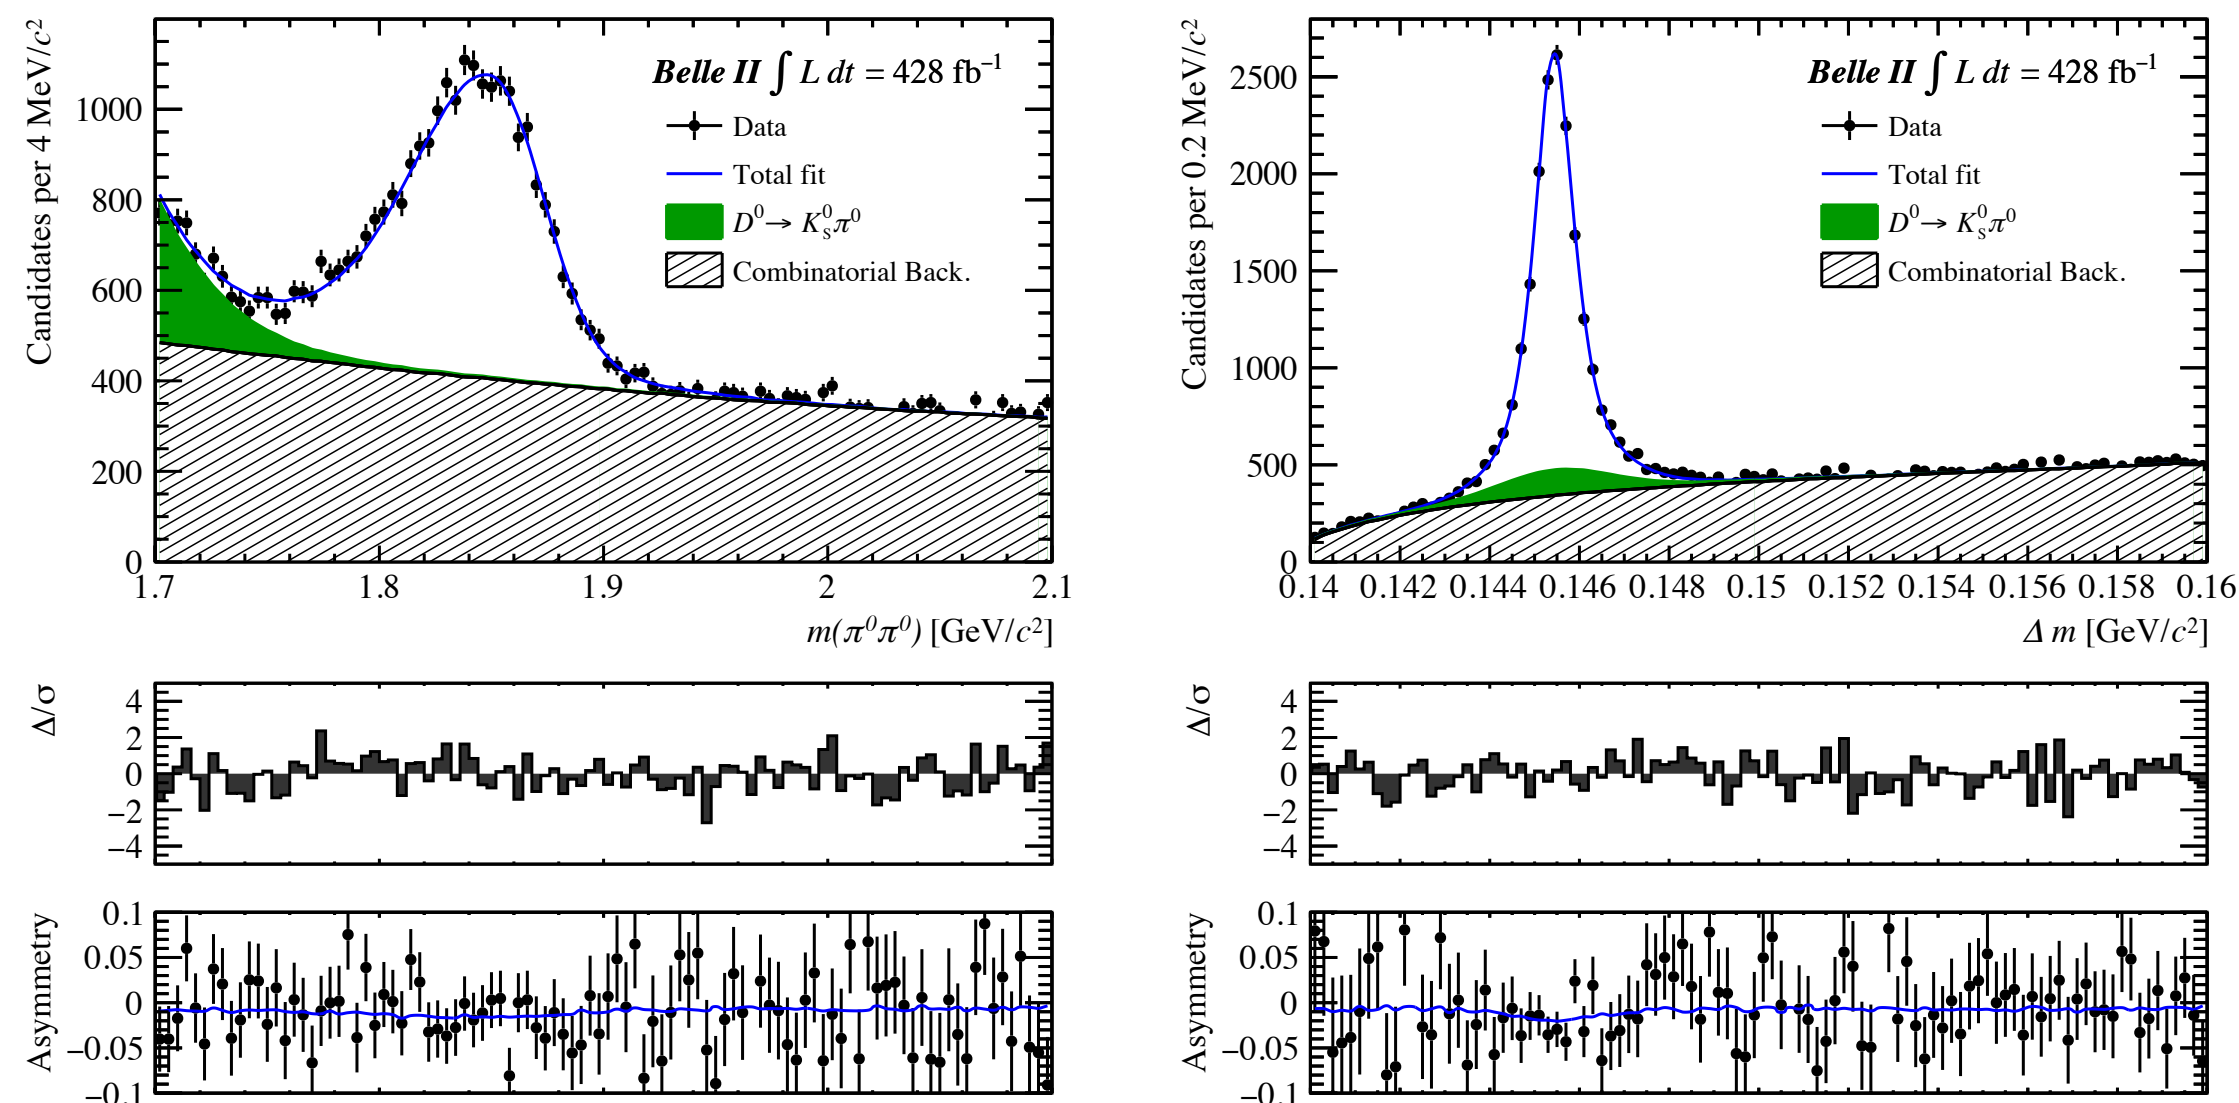 Candidates per 4 MeV/c²
Belle II ∫ L dt = 428 fb⁻¹
Data
Total fit
D⁰→ K⁰ₛπ⁰
Combinatorial Back.
1000
800
600
400
200
0
1.7 1.8 1.9 2 2.1
m(π⁰π⁰) [GeV/c²]
Δ/σ
4
2
0
−2
−4
Asymmetry
0.1
0.05
0
−0.05
−0.1
Candidates per 0.2 MeV/c²
Belle II ∫ L dt = 428 fb⁻¹
Data
Total fit
D⁰→ K⁰ₛπ⁰
Combinatorial Back.
2500
2000
1500
1000
500
0
0.14 0.142 0.144 0.146 0.148 0.15 0.152 0.154 0.156 0.158 0.16
Δ m [GeV/c²]
Δ/σ
4
2
0
−2
−4
Asymmetry
0.1
0.05
0
−0.05
−0.1